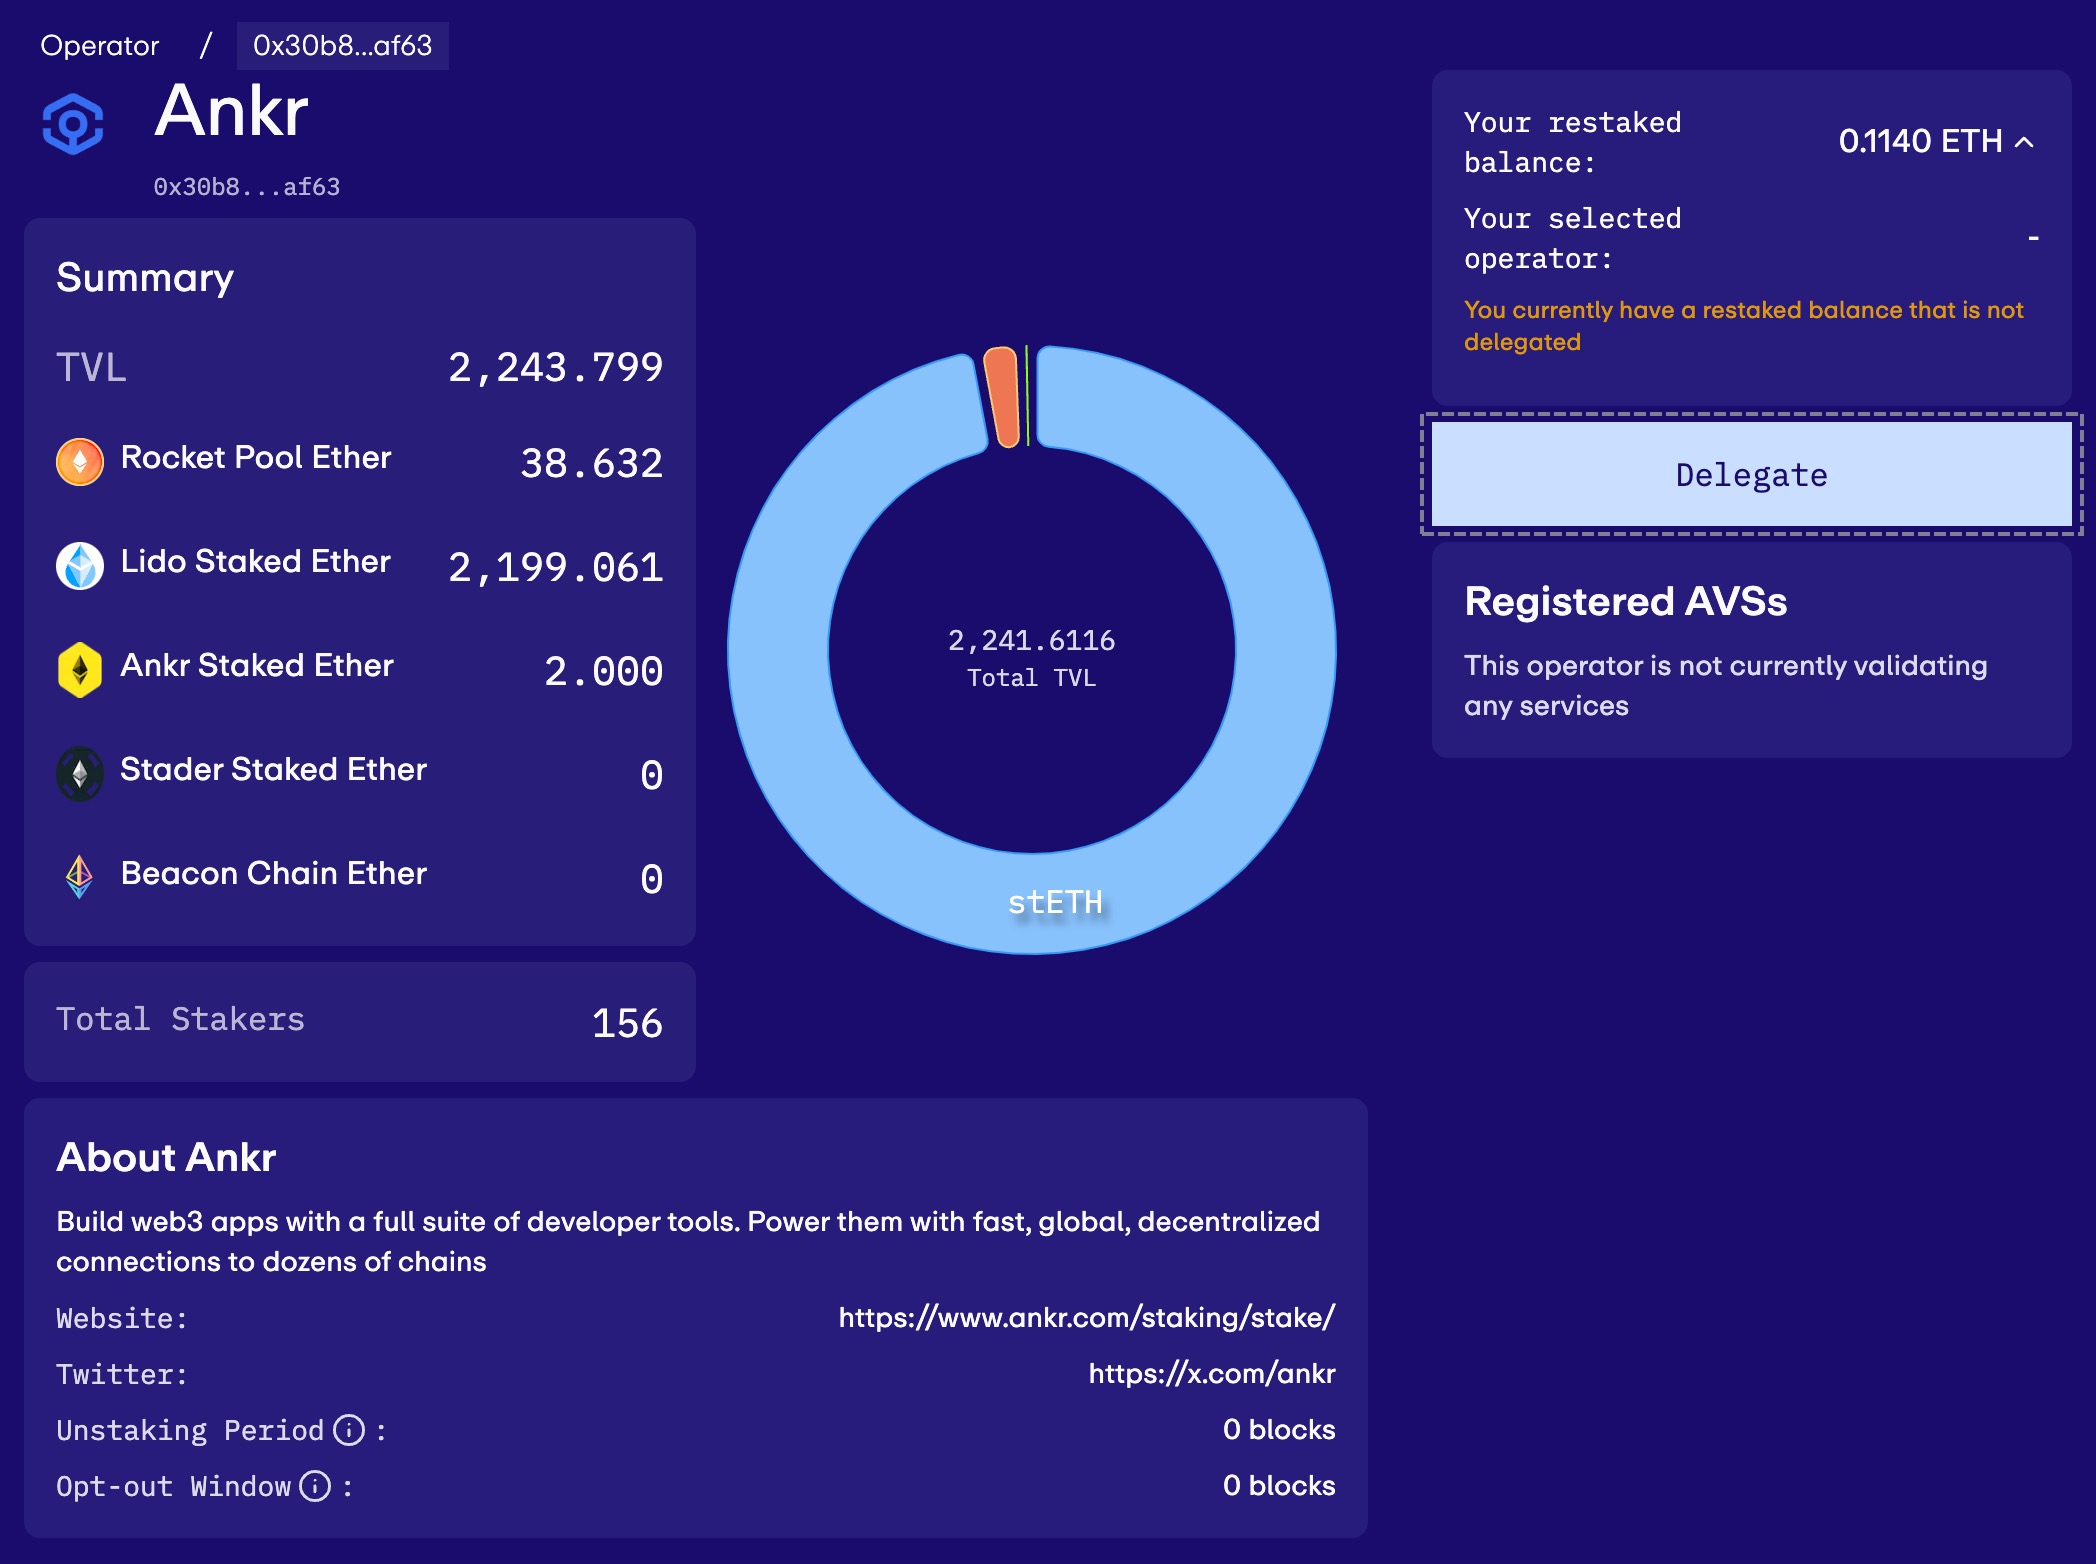 Operator / 0x30b8...af63
Ankr
0x30b8...af63
Summary
TVL 2,243.799
Rocket Pool Ether 38.632
Lido Staked Ether 2,199.061
Ankr Staked Ether 2.000
Stader Staked Ether 0
Beacon Chain Ether 0
Total Stakers 156
2,241.6116
Total TVL
stETH
Your restaked
balance: 0.1140 ETH
Your selected
operator: -
You currently have a restaked balance that is not
delegated
Delegate
Registered AVSs
This operator is not currently validating
any services
About Ankr
Build web3 apps with a full suite of developer tools. Power them with fast, global, decentralized
connections to dozens of chains
Website: https://www.ankr.com/staking/stake/
Twitter: https://x.com/ankr
Unstaking Period : 0 blocks
Opt-out Window : 0 blocks